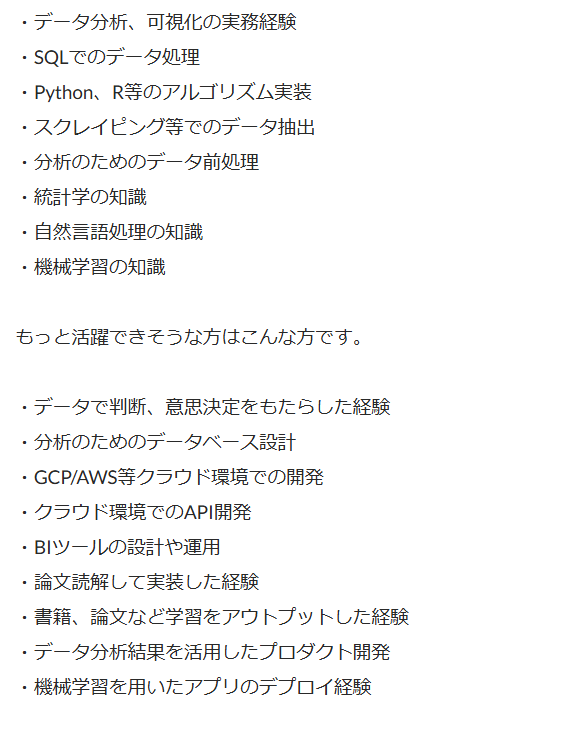 ・データ分析、可視化の実務経験
・SQLでのデータ処理
・Python、R等のアルゴリズム実装
・スクレイピング等でのデータ抽出
・分析のためのデータ前処理
・統計学の知識
・自然言語処理の知識
・機械学習の知識
もっと活躍できそうな方はこんな方です。
・データで判断、意思決定をもたらした経験
・分析のためのデータベース設計
・GCP/AWS等クラウド環境での開発
・クラウド環境でのAPI開発
・BIツールの設計や運用
・論文読解して実装した経験
・書籍、論文など学習をアウトプットした経験
・データ分析結果を活用したプロダクト開発
・機械学習を用いたアプリのデプロイ経験